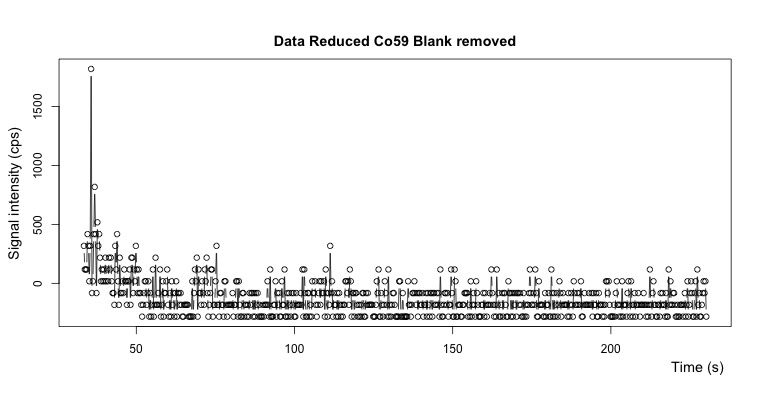 Data Reduced Co59 Blank removed
Signal intensity (cps)
1500
1000
500
0
50 100 150 200
Time (s)